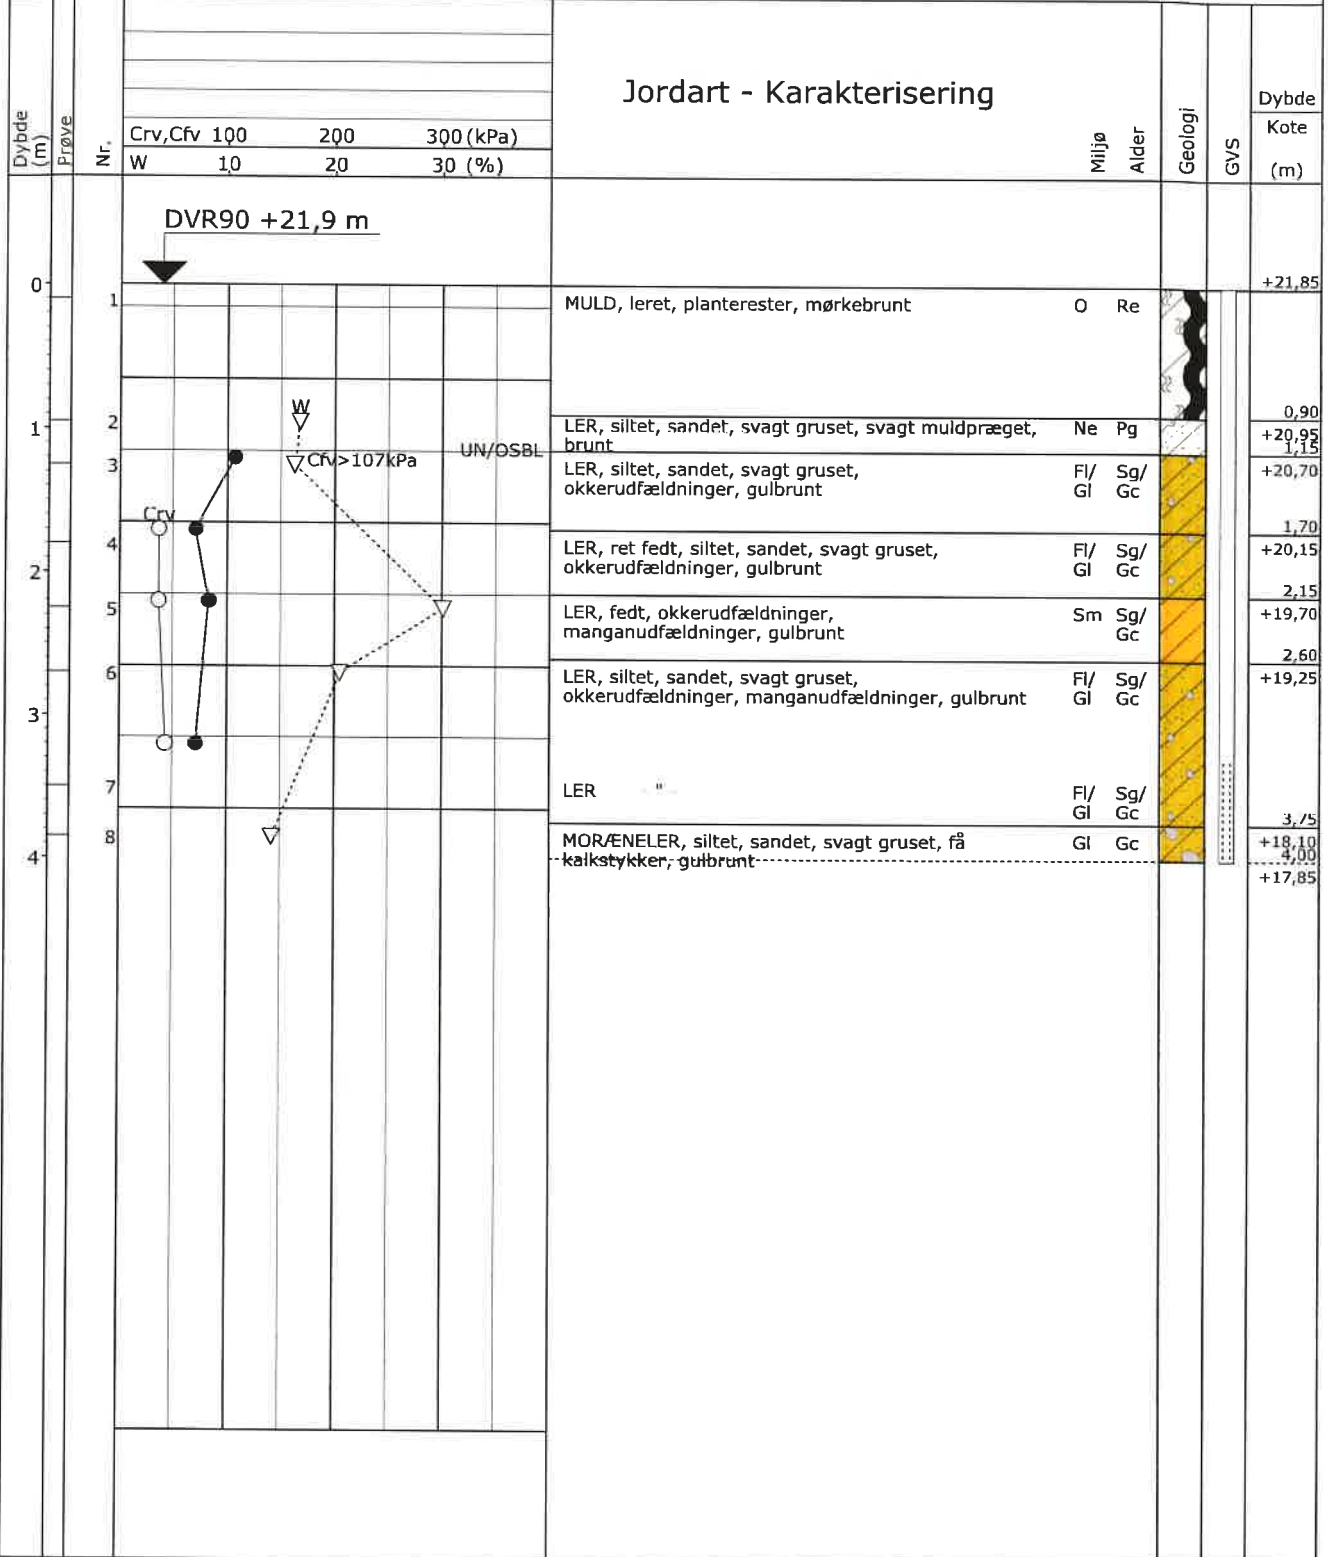 Jordart - Karakterisering
Dybde (m)
Prøve
Nr.
Crv,Cfv 100 200 300 (kPa)
W 10 20 30 (%)
Miljø
Alder
Geologi
GVS
Dybde
Kote
(m)
DVR90 +21,9 m
0
+21,85
1
MULD, leret, planterester, mørkebrunt O Re
0,90
W
1
2
LER, siltet, sandet, svagt gruset, svagt muldpræget, Ne Pg
brunt
+20,95
1,15
UN/OSBL
3
Cfv>107kPa
LER, siltet, sandet, svagt gruset, Fl/ Sg/
okkerudfældninger, gulbrunt Gl Gc
+20,70
1,70
Crv
4
LER, ret fedt, siltet, sandet, svagt gruset, Fl/ Sg/
okkerudfældninger, gulbrunt Gl Gc
+20,15
2
2,15
5
LER, fedt, okkerudfældninger, Sm Sg/
manganudfældninger, gulbrunt Gc
+19,70
2,60
6
LER, siltet, sandet, svagt gruset, Fl/ Sg/
okkerudfældninger, manganudfældninger, gulbrunt Gl Gc
+19,25
3
7
LER " Fl/ Sg/
Gl Gc
3,75
8
MORÆNELER, siltet, sandet, svagt gruset, få Gl Gc
kalkstykker, gulbrunt
+18,10
4
4,00
+17,85